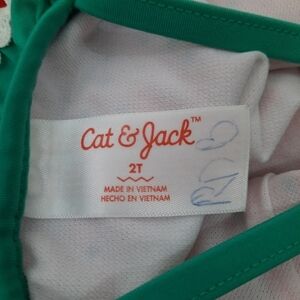 Cat & Jack™
2T
MADE IN VIETNAM
HECHO EN VIETNAM